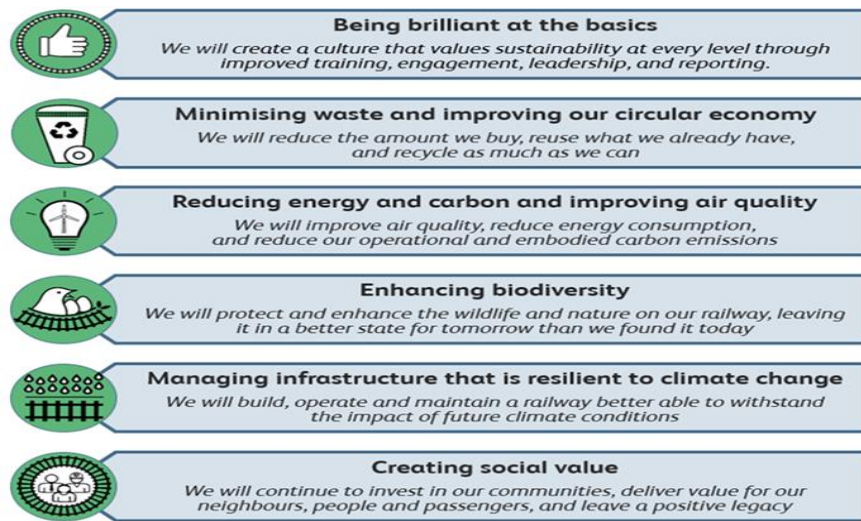 Being brilliant at the basics
We will create a culture that values sustainability at every level through
improved training, engagement, leadership, and reporting.
Minimising waste and improving our circular economy
We will reduce the amount we buy, reuse what we already have,
and recycle as much as we can
Reducing energy and carbon and improving air quality
We will improve air quality, reduce energy consumption,
and reduce our operational and embodied carbon emissions
Enhancing biodiversity
We will protect and enhance the wildlife and nature on our railway, leaving
it in a better state for tomorrow than we found it today
Managing infrastructure that is resilient to climate change
We will build, operate and maintain a railway better able to withstand
the impact of future climate conditions
Creating social value
We will continue to invest in our communities, deliver value for our
neighbours, people and passengers, and leave a positive legacy